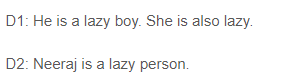 D1: He is a lazy boy. She is also lazy.
D2: Neeraj is a lazy person.